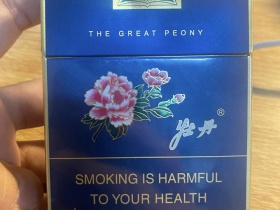 THE GREAT PEONY
牡丹®
SMOKING IS HARMFUL
TO YOUR HEALTH